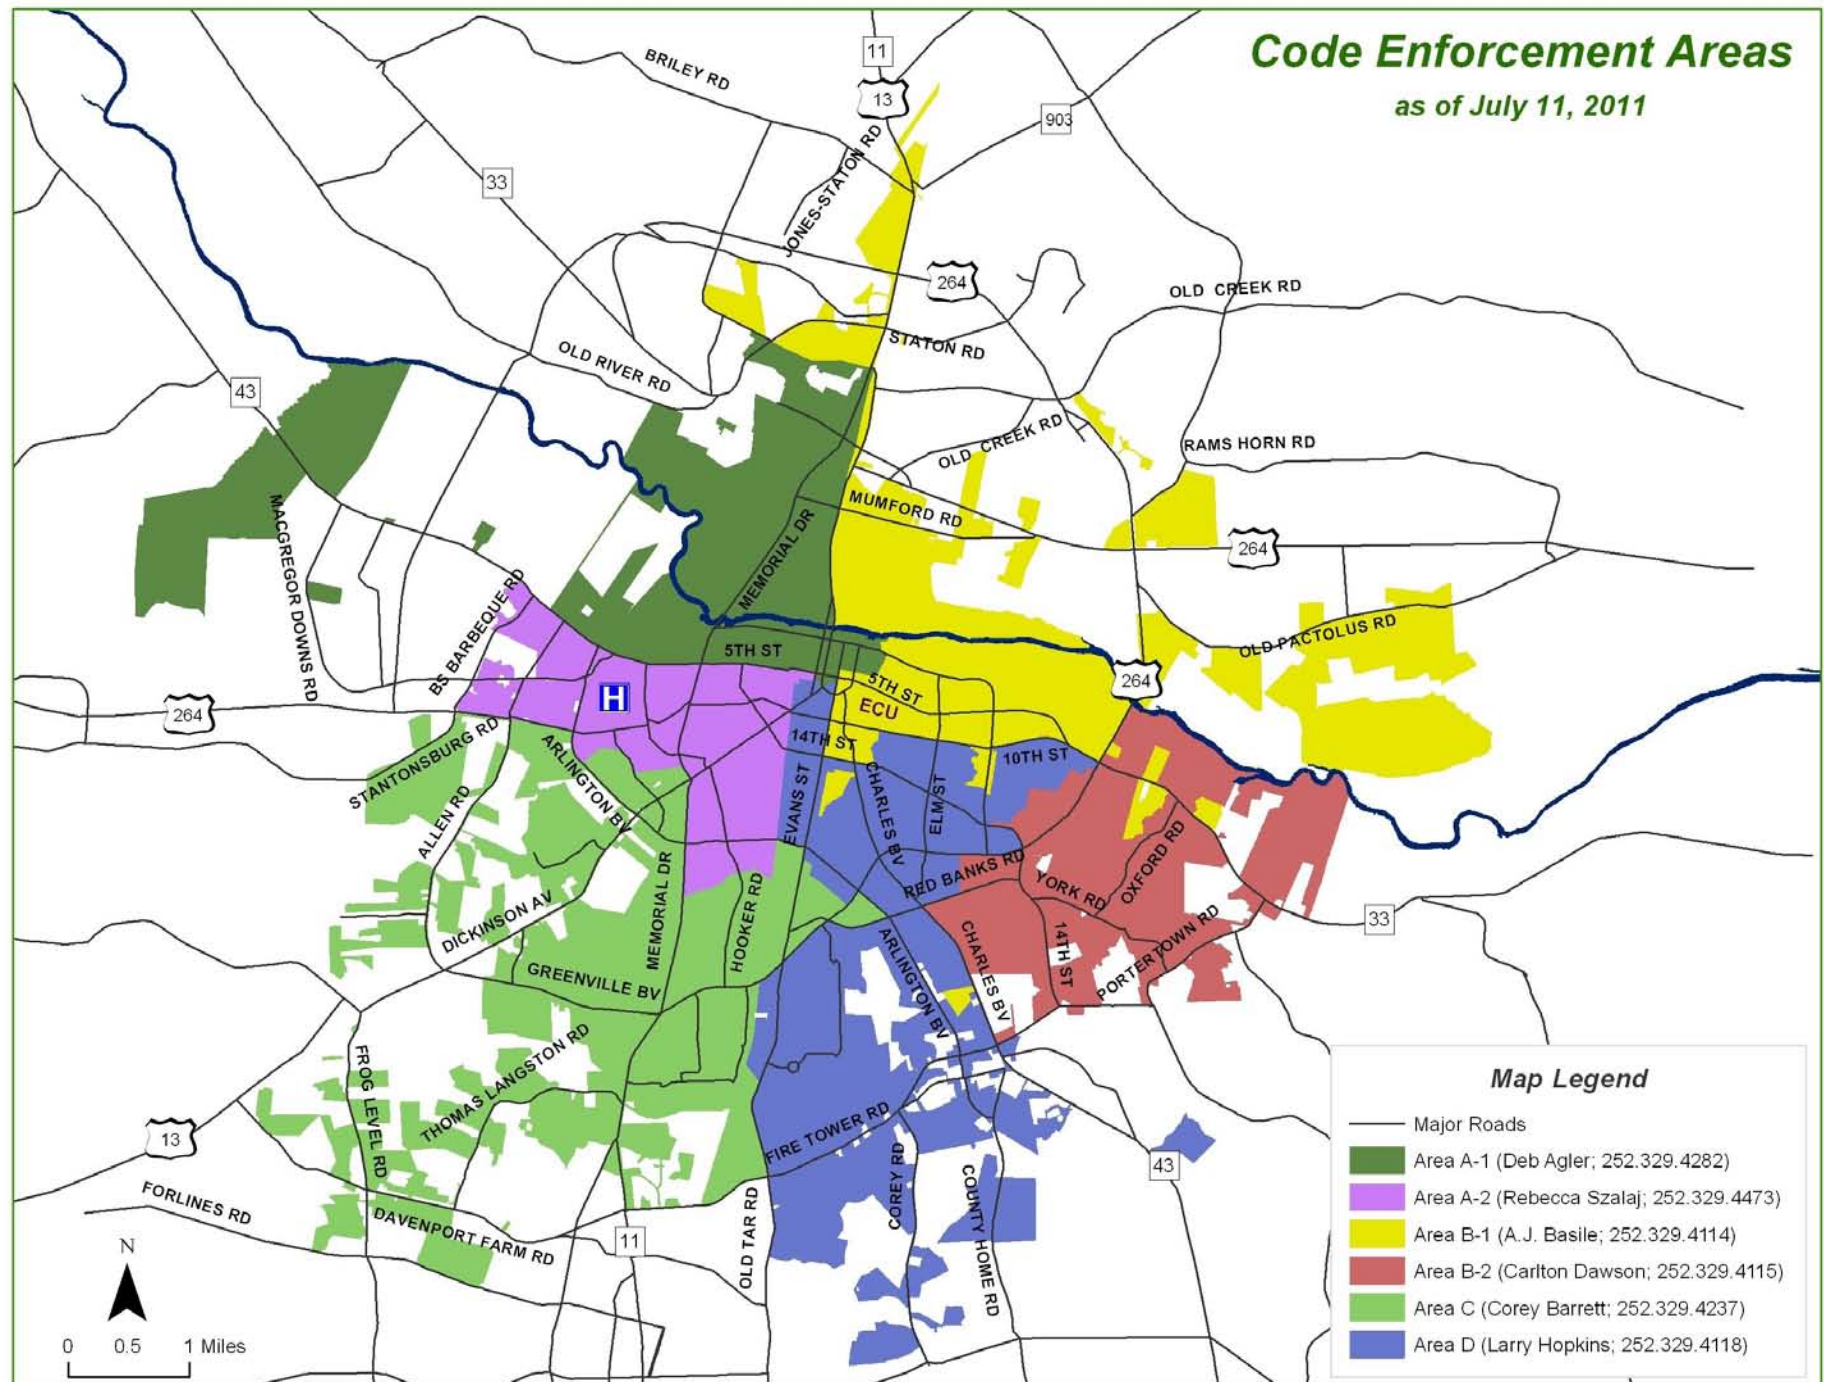 Code Enforcement Areas
as of July 11, 2011
11
13
BRILEY RD
903
33
JONES-STATON RD
264
OLD CREEK RD
STATON RD
OLD RIVER RD
43
OLD CREEK RD
RAMS HORN RD
MUMFORD RD
MACGREGOR DOWNS RD
MEMORIAL DR
264
BS BARBEQUE RD
OLD PACTOLUS RD
5TH ST
264
5TH ST
H
ECU
264
STANTONSBURG RD
ARLINGTON BV
14TH ST
10TH ST
ALLEN RD
EVANS ST
CHARLES BV
ELM ST
RED BANKS RD
YORK RD
OXFORD RD
DICKINSON AV
MEMORIAL DR
HOOKER RD
33
ARLINGTON BV
CHARLES BV
14TH ST
PORTERTOWN RD
GREENVILLE BV
FROG LEVEL RD
THOMAS LANGSTON RD
13
FIRE TOWER RD
43
COREY RD
COUNTY HOME RD
FORLINES RD
DAVENPORT FARM RD
11
OLD TAR RD
N
0 0.5 1 Miles
Map Legend
Major Roads
Area A-1 (Deb Agler; 252.329.4282)
Area A-2 (Rebecca Szalaj; 252.329.4473)
Area B-1 (A.J. Basile; 252.329.4114)
Area B-2 (Carlton Dawson; 252.329.4115)
Area C (Corey Barrett; 252.329.4237)
Area D (Larry Hopkins; 252.329.4118)